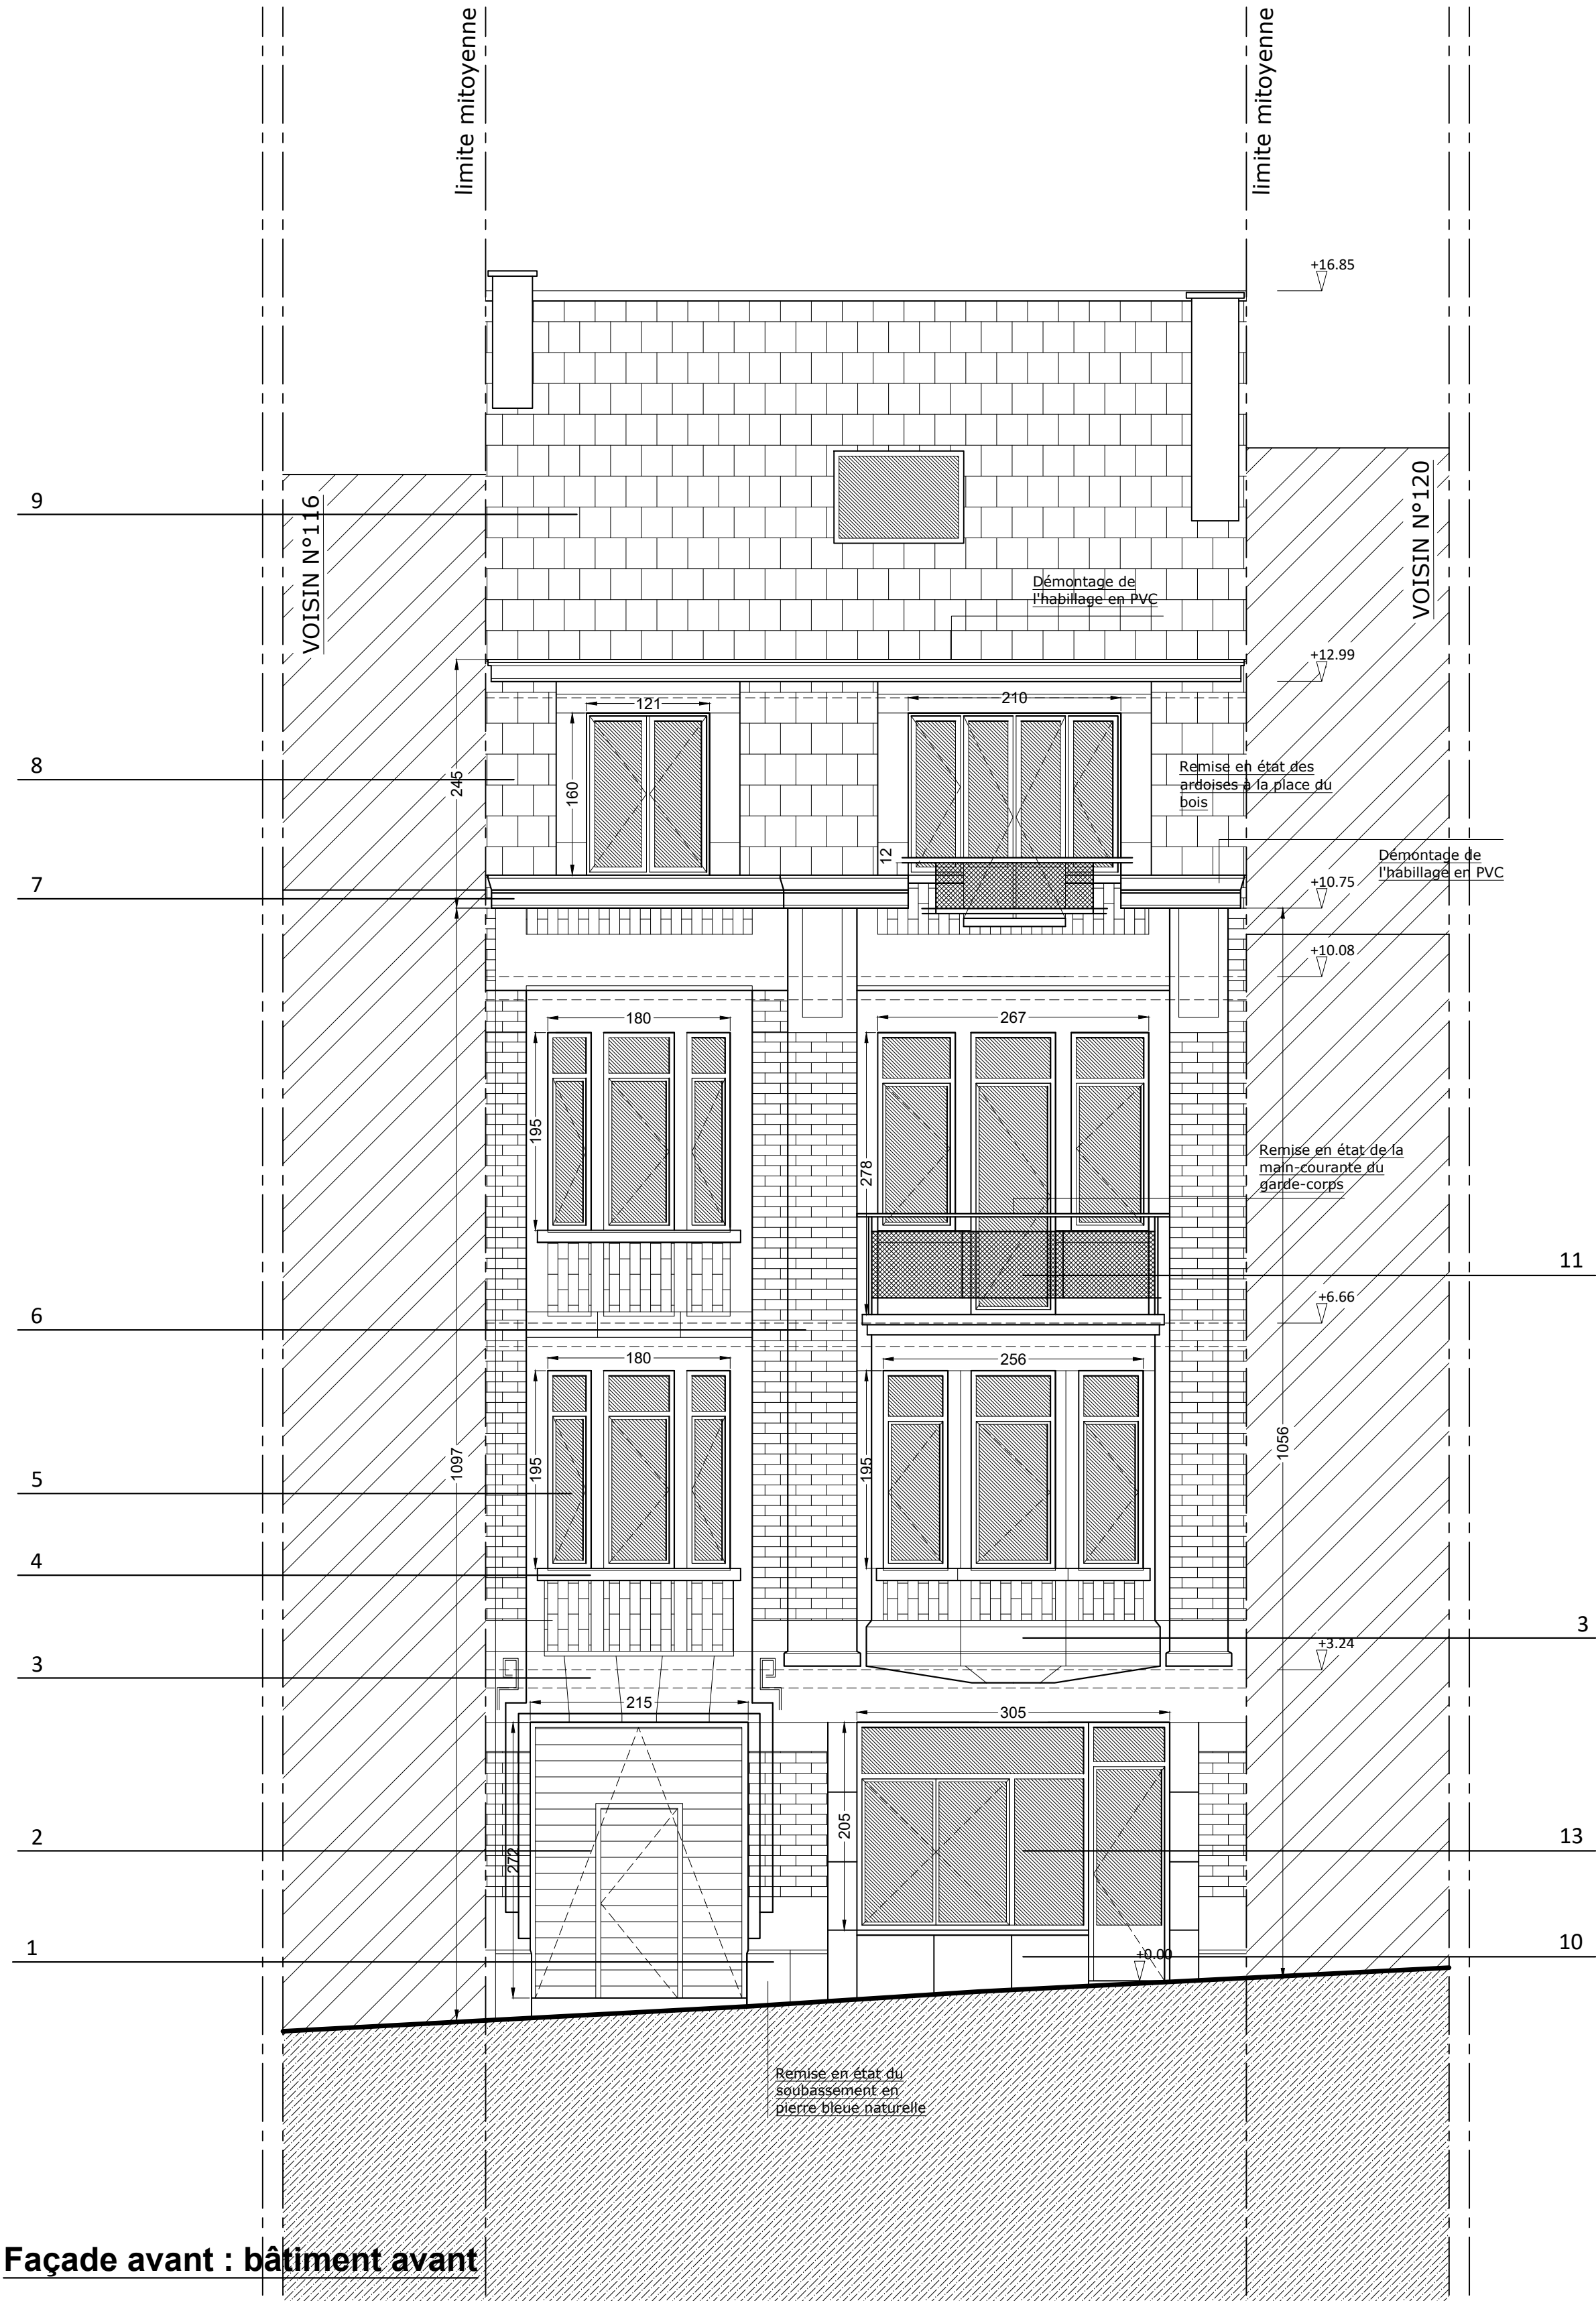 limite mitoyenne
limite mitoyenne
+16.85
9
VOISIN N°116
VOISIN N°120
Démontage de
l'habillage en PVC
+12.99
121
210
8
245
160
Remise en état des
ardoises à la place du
bois
12
Démontage de
l'habillage en PVC
7
+10.75
+10.08
180
267
195
278
Remise en état de la
main-courante du
garde-corps
11
6
+6.66
180
256
5
1097
195
195
1056
4
3
+3.24
3
215
305
2
272
205
13
1
+0.00
10
Remise en état du
soubassement en
pierre bleue naturelle
Façade avant : bâtiment avant